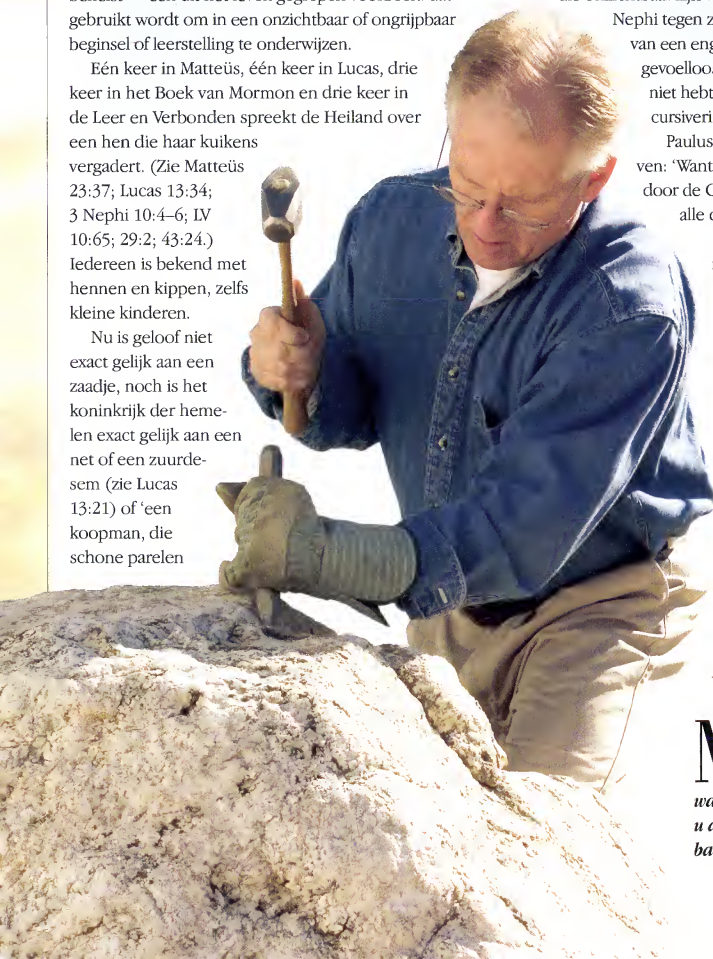 gebruikt wordt om in een onzichtbaar of ongrijpbaar
beginsel of leerstelling te onderwijzen.
Eén keer in Matteüs, één keer in Lucas, drie
keer in het Boek van Mormon en drie keer in
de Leer en Verbonden spreekt de Heiland over
een hen die haar kuikens
vergadert. (Zie Matteüs
23:37; Lucas 13:34;
3 Nephi 10:4–6; LV
10:65; 29:2; 43:24.)
Iedereen is bekend met
hennen en kippen, zelfs
kleine kinderen.
Nu is geloof niet
exact gelijk aan een
zaadje, noch is het
koninkrijk der heme-
len exact gelijk aan een
net of een zuurde-
sem (zie Lucas
13:21) of ‘een
koopman, die
schone parelen
Nephi tegen z
van een eng
gevoelloo
niet hebt
cursiveri
Paulus
ven: ‘Want
door de G
alle d
M
wa
u a
ba